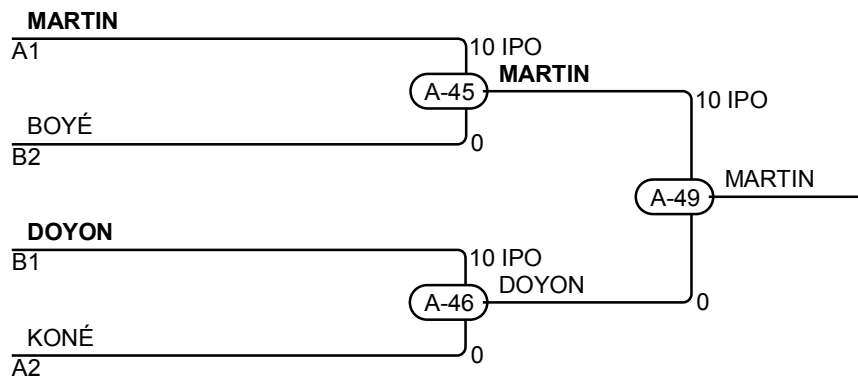 MARTIN
A1
10 IPO
A-45
MARTIN
BOYÉ
B2
0
10 IPO
A-49
MARTIN
DOYON
B1
10 IPO
A-46
DOYON
0
KONÉ
A2
0